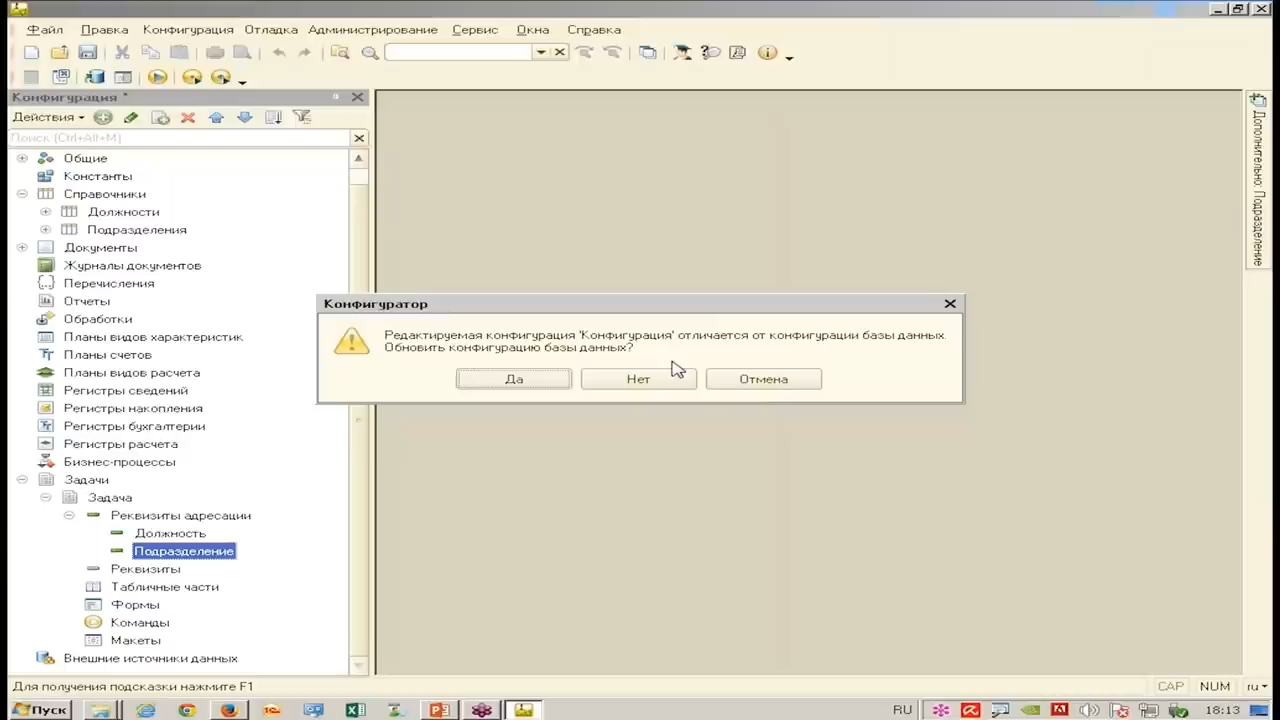 Файл Правка Конфигурация Отладка Администрирование Сервис Окна Справка
Конфигурация *
Действия
Поиск (Ctrl+Alt+M)
Общие
Константы
Справочники
Должности
Подразделения
Документы
Журналы документов
Перечисления
Отчеты
Обработки
Планы видов характеристик
Планы счетов
Планы видов расчета
Регистры сведений
Регистры накопления
Регистры бухгалтерии
Регистры расчета
Бизнес-процессы
Задачи
Задача
Реквизиты адресации
Должность
Подразделение
Реквизиты
Табличные части
Формы
Команды
Макеты
Внешние источники данных
Конфигуратор
Редактируемая конфигурация 'Конфигурация' отличается от конфигурации базы данных.
Обновить конфигурацию базы данных?
Да Нет Отмена
Дополнительно: Подразделение
Для получения подсказки нажмите F1
CAP NUM ru
Пуск
RU 18:13